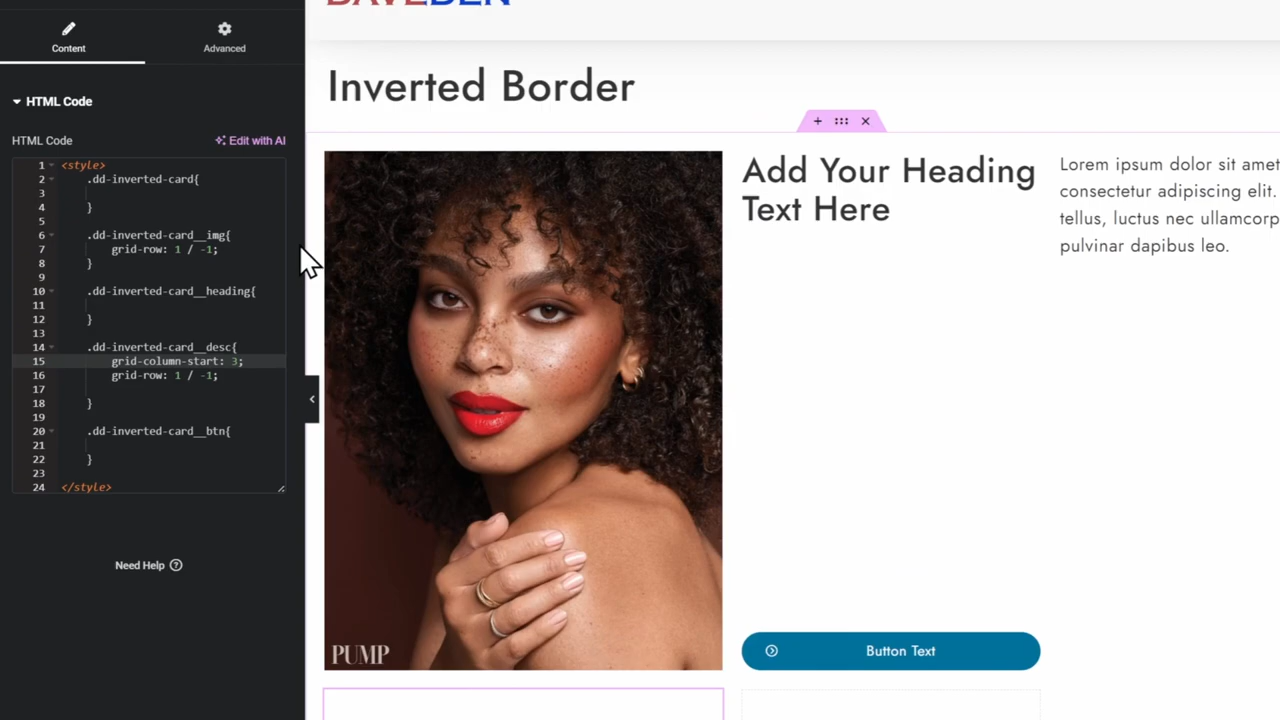 DAVEDEN
Content
Advanced
HTML Code
HTML Code
Edit with AI
1 <style>
2 .dd-inverted-card{
3
4 }
5
6 .dd-inverted-card__img{
7 grid-row: 1 / -1;
8 }
9
10 .dd-inverted-card__heading{
11
12 }
13
14 .dd-inverted-card__desc{
15 grid-column-start: 3;
16 grid-row: 1 / -1;
17
18 }
19
20 .dd-inverted-card__btn{
21
22 }
23
24 </style>
Need Help
Inverted Border
PUMP
Add Your Heading
Text Here
Button Text
Lorem ipsum dolor sit amet
consectetur adipiscing elit.
tellus, luctus nec ullamcorp
pulvinar dapibus leo.